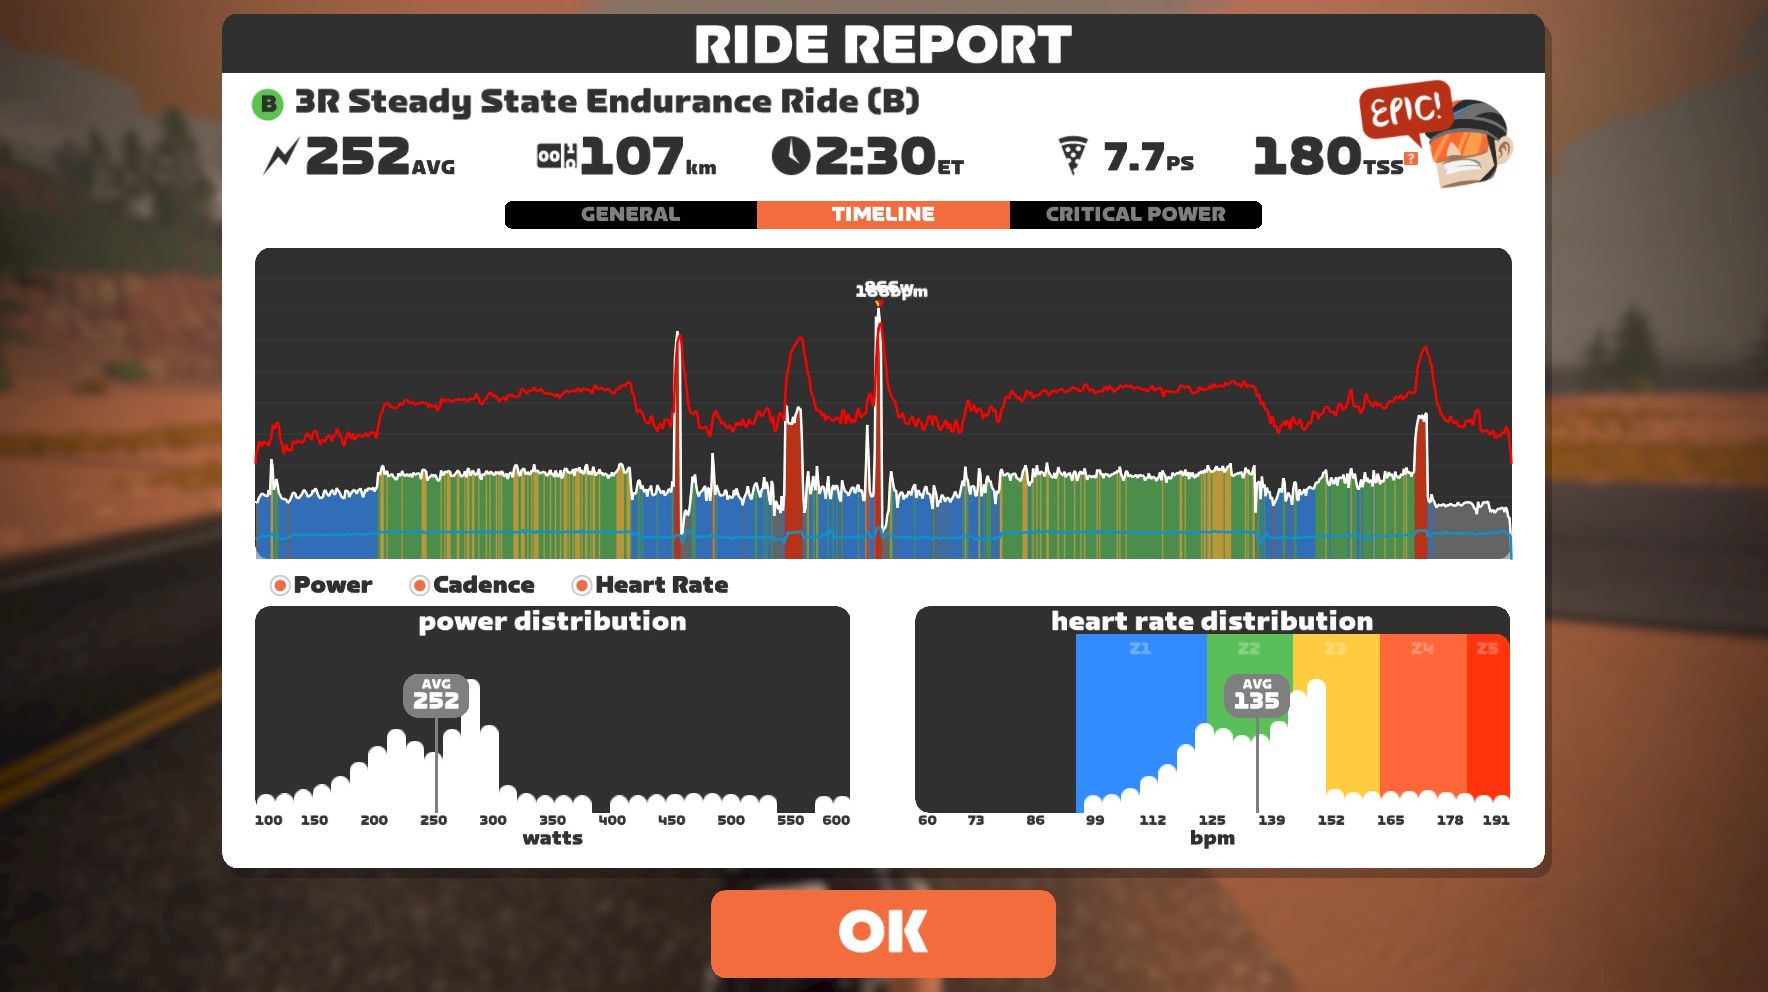 RIDE REPORT
B 3R Steady State Endurance Ride (B)
EPIC!
252AVG 107km 2:30ET 7.7PS 180TSS?
GENERAL TIMELINE CRITICAL POWER
Power Cadence Heart Rate
power distribution
AVG
252
100 150 200 250 300 350 400 450 500 550 600
watts
heart rate distribution
Z1 Z2 Z3 Z4 Z5
AVG
135
60 73 86 99 112 125 139 152 165 178 191
bpm
OK